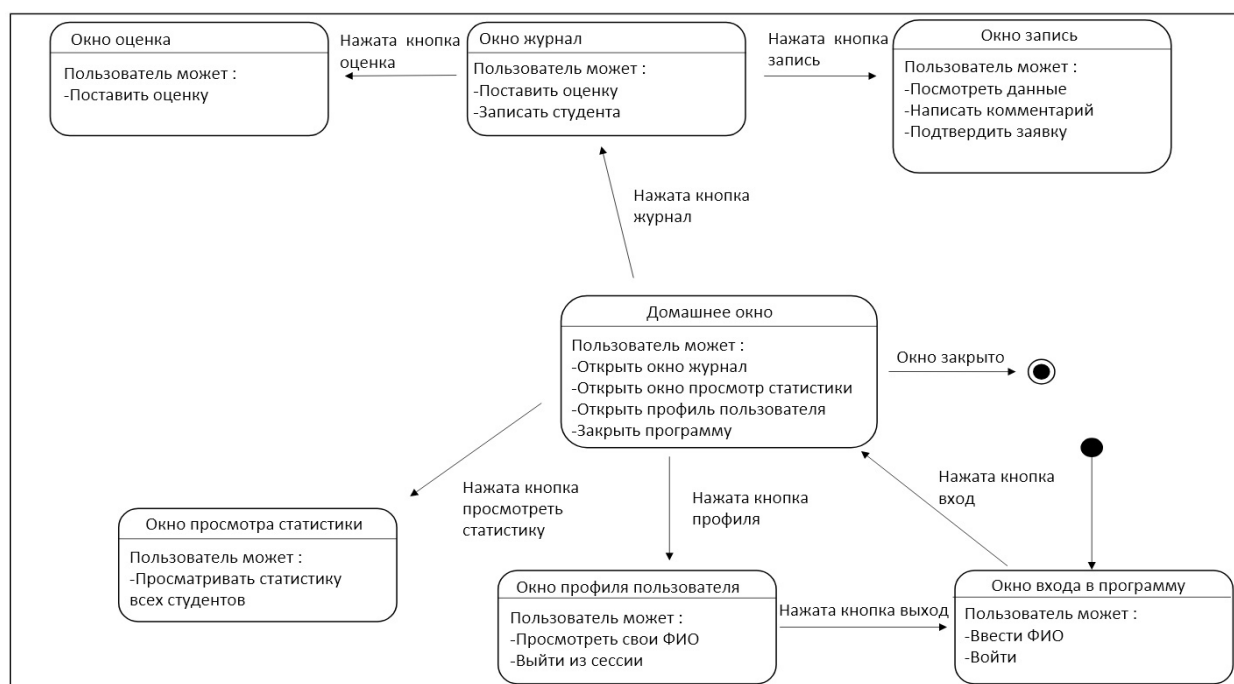 Окно оценка
Пользователь может :
-Поставить оценку
Нажата кнопка
оценка
Окно журнал
Пользователь может :
-Поставить оценку
-Записать студента
Нажата кнопка
запись
Окно запись
Пользователь может :
-Посмотреть данные
-Написать комментарий
-Подтвердить заявку
Нажата кнопка
журнал
Домашнее окно
Пользователь может :
-Открыть окно журнал
-Открыть окно просмотр статистики
-Открыть профиль пользователя
-Закрыть программу
Окно закрыто
Нажата кнопка
просмотреть
статистику
Нажата кнопка
профиля
Нажата кнопка
вход
Окно просмотра статистики
Пользователь может :
-Просматривать статистику
всех студентов
Окно профиля пользователя
Пользователь может :
-Просмотреть свои ФИО
-Выйти из сессии
Нажата кнопка выход
Окно входа в программу
Пользователь может :
-Ввести ФИО
-Войти